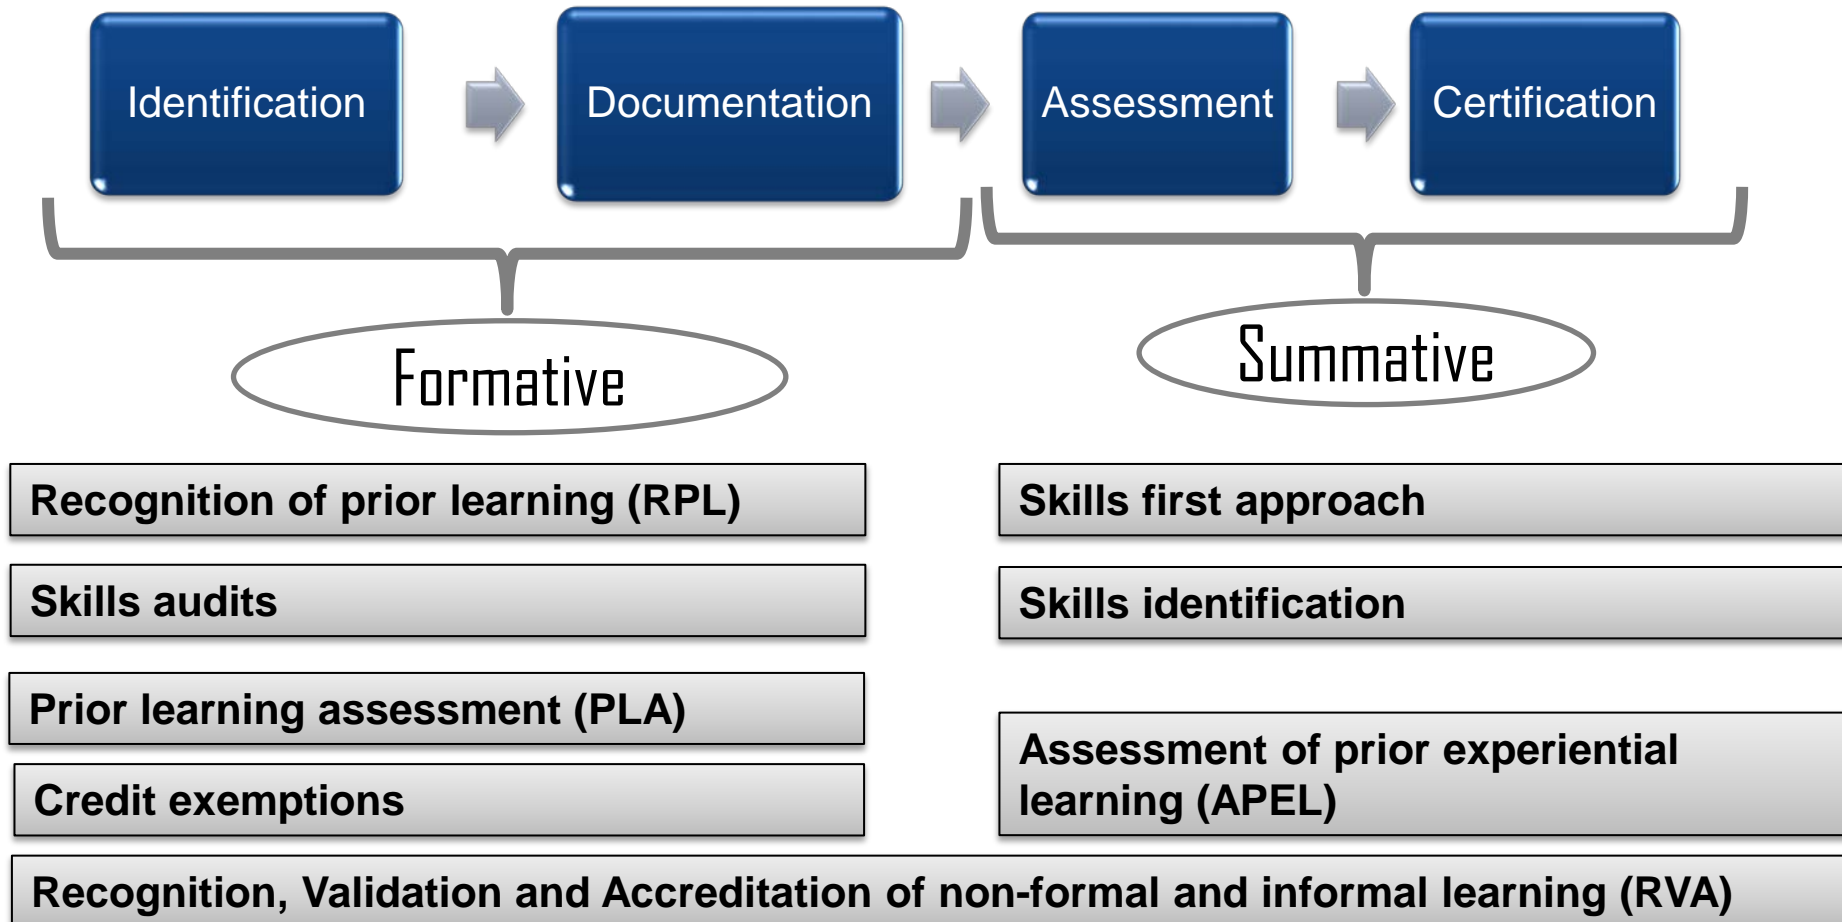 Identification
Documentation
Assessment
Certification
Formative
Summative
Recognition of prior learning (RPL)
Skills audits
Prior learning assessment (PLA)
Credit exemptions
Skills first approach
Skills identification
Assessment of prior experiential
learning (APEL)
Recognition, Validation and Accreditation of non-formal and informal learning (RVA)